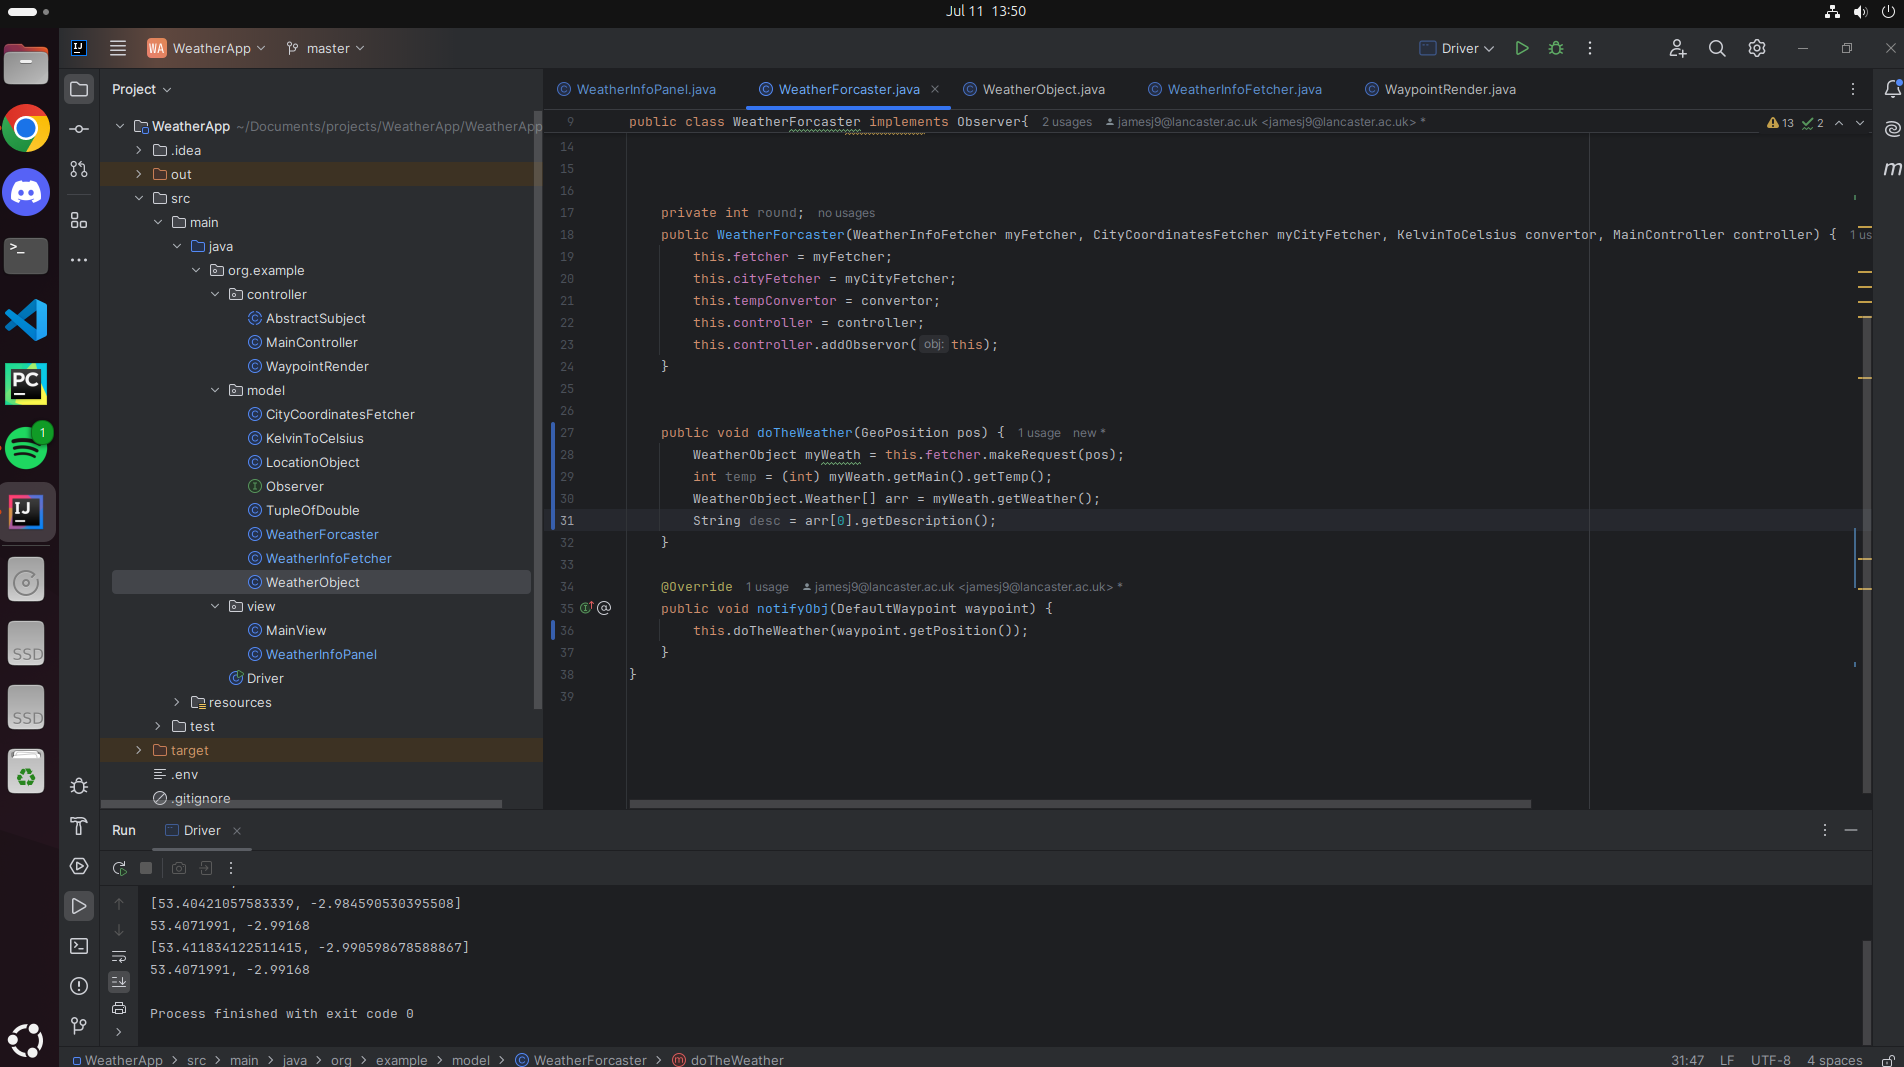 Jul 11 13:50
WA WeatherApp master Driver
Project
WeatherInfoPanel.java WeatherForcaster.java WeatherObject.java WeatherInfoFetcher.java WaypointRender.java
WeatherApp ~/Documents/projects/WeatherApp/WeatherApp
.idea
out
src
main
java
org.example
controller
AbstractSubject
MainController
WaypointRender
model
CityCoordinatesFetcher
KelvinToCelsius
LocationObject
Observer
TupleOfDouble
WeatherForcaster
WeatherInfoFetcher
WeatherObject
view
MainView
WeatherInfoPanel
Driver
resources
test
target
.env
.gitignore
9 public class WeatherForcaster implements Observer{ 2 usages jamesj9@lancaster.ac.uk <jamesj9@lancaster.ac.uk> * 13 2
14
15
16
17 private int round; no usages
18 public WeatherForcaster(WeatherInfoFetcher myFetcher, CityCoordinatesFetcher myCityFetcher, KelvinToCelsius convertor, MainController controller) { 1 us
19 this.fetcher = myFetcher;
20 this.cityFetcher = myCityFetcher;
21 this.tempConvertor = convertor;
22 this.controller = controller;
23 this.controller.addObservor( obj: this);
24 }
25
26
27 public void doTheWeather(GeoPosition pos) { 1 usage new *
28 WeatherObject myWeath = this.fetcher.makeRequest(pos);
29 int temp = (int) myWeath.getMain().getTemp();
30 WeatherObject.Weather[] arr = myWeath.getWeather();
31 String desc = arr[0].getDescription();
32 }
33
34 @Override 1 usage jamesj9@lancaster.ac.uk <jamesj9@lancaster.ac.uk> *
35 public void notifyObj(DefaultWaypoint waypoint) {
36 this.doTheWeather(waypoint.getPosition());
37 }
38 }
39
Run Driver
[53.40421057583339, -2.984590530395508]
53.4071991, -2.99168
[53.411834122511415, -2.990598678588867]
53.4071991, -2.99168
Process finished with exit code 0
WeatherApp > src > main > java > org > example > model > WeatherForcaster > doTheWeather 31:47 LF UTF-8 4 spaces
PC
1
IJ
SSD
SSD